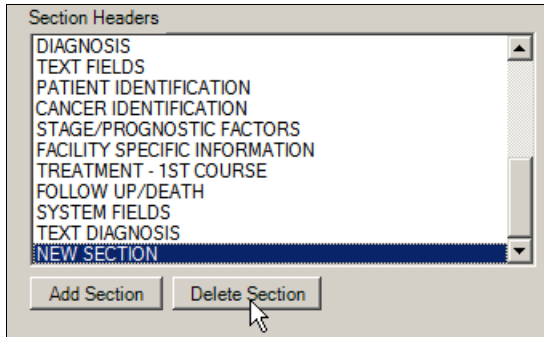 Section Headers
DIAGNOSIS
TEXT FIELDS
PATIENT IDENTIFICATION
CANCER IDENTIFICATION
STAGE/PROGNOSTIC FACTORS
FACILITY SPECIFIC INFORMATION
TREATMENT - 1ST COURSE
FOLLOW UP/DEATH
SYSTEM FIELDS
TEXT DIAGNOSIS
NEW SECTION
Add Section Delete Section